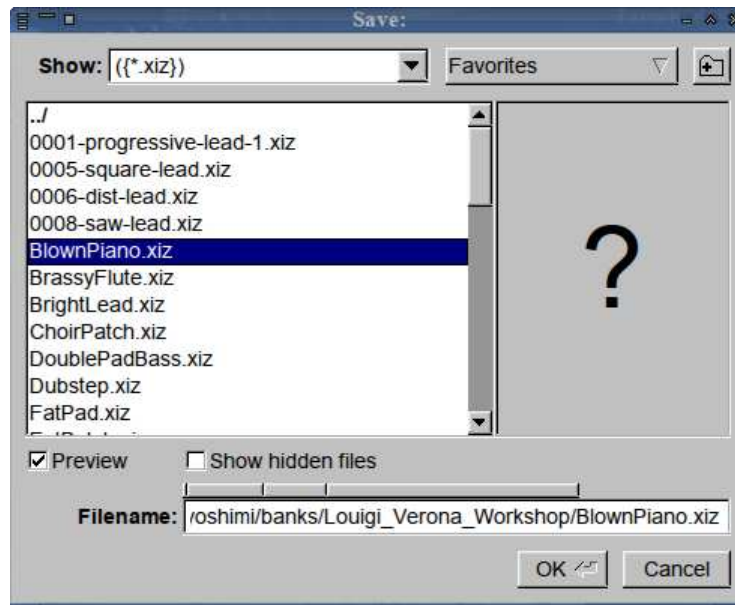 Save:
Show: ({*.xiz}) Favorites
../
0001-progressive-lead-1.xiz
0005-square-lead.xiz
0006-dist-lead.xiz
0008-saw-lead.xiz
BlownPiano.xiz
BrassyFlute.xiz
BrightLead.xiz
ChoirPatch.xiz
DoublePadBass.xiz
Dubstep.xiz
FatPad.xiz
?
Preview Show hidden files
Filename: yoshimi/banks/Louigi_Verona_Workshop/BlownPiano.xiz
OK Cancel